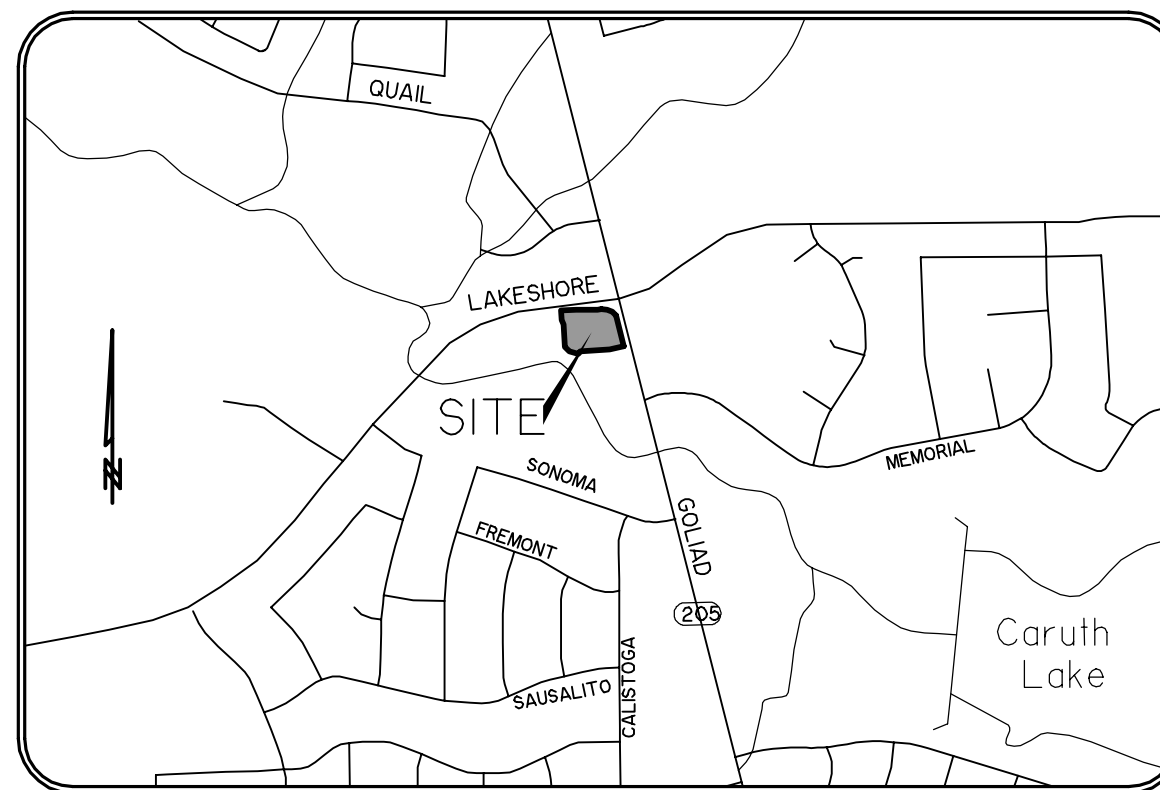 QUAIL
LAKESHORE
SITE
N
MEMORIAL
SONOMA
GOLIAD
FREMONT
205
Caruth
Lake
CALISTOGA
SAUSALITO